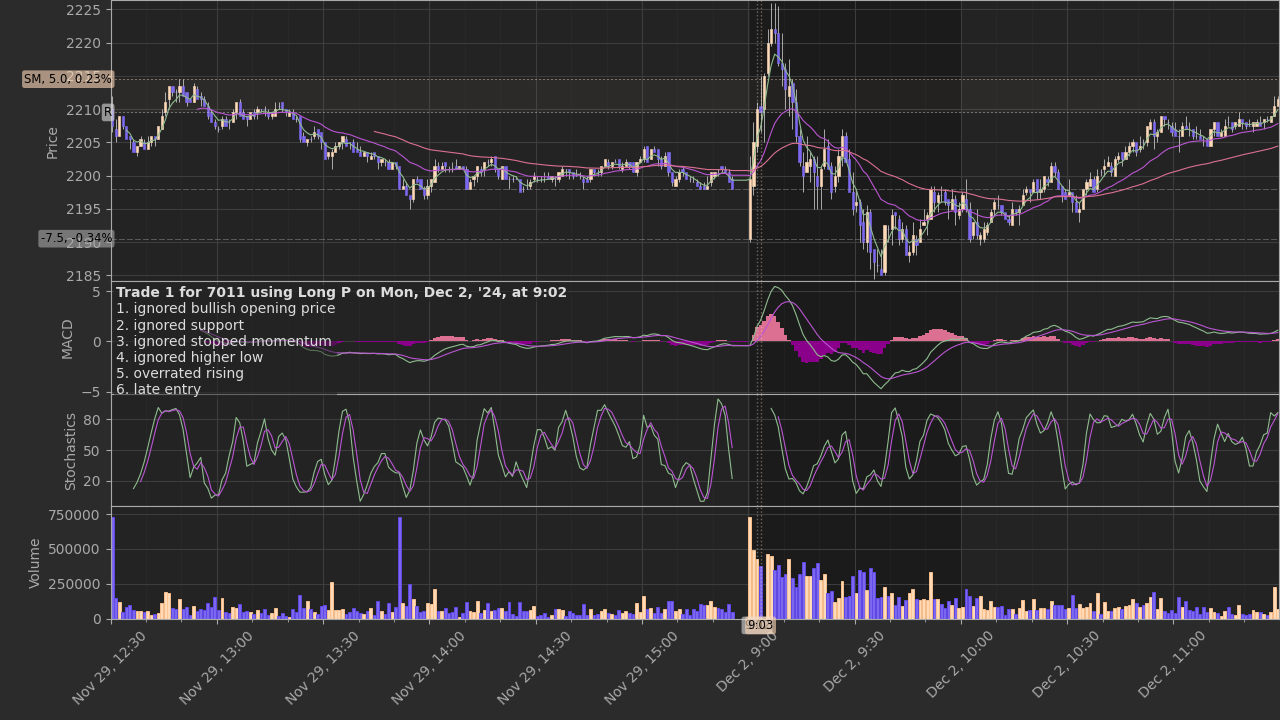 2225
2220
SM, 5.0, 0.23%
2210
R
2205
2200
2195
-7.5, -0.34%
2190
2185
Price
Trade 1 for 7011 using Long P on Mon, Dec 2, '24, at 9:02
1. ignored bullish opening price
2. ignored support
3. ignored stopped momentum
4. ignored higher low
5. overrated rising
6. late entry
5
0
−5
MACD
80
50
20
Stochastics
750000
500000
250000
0
Volume
9:03
Nov 29, 12:30
Nov 29, 13:00
Nov 29, 13:30
Nov 29, 14:00
Nov 29, 14:30
Nov 29, 15:00
Dec 2, 9:00
Dec 2, 9:30
Dec 2, 10:00
Dec 2, 10:30
Dec 2, 11:00